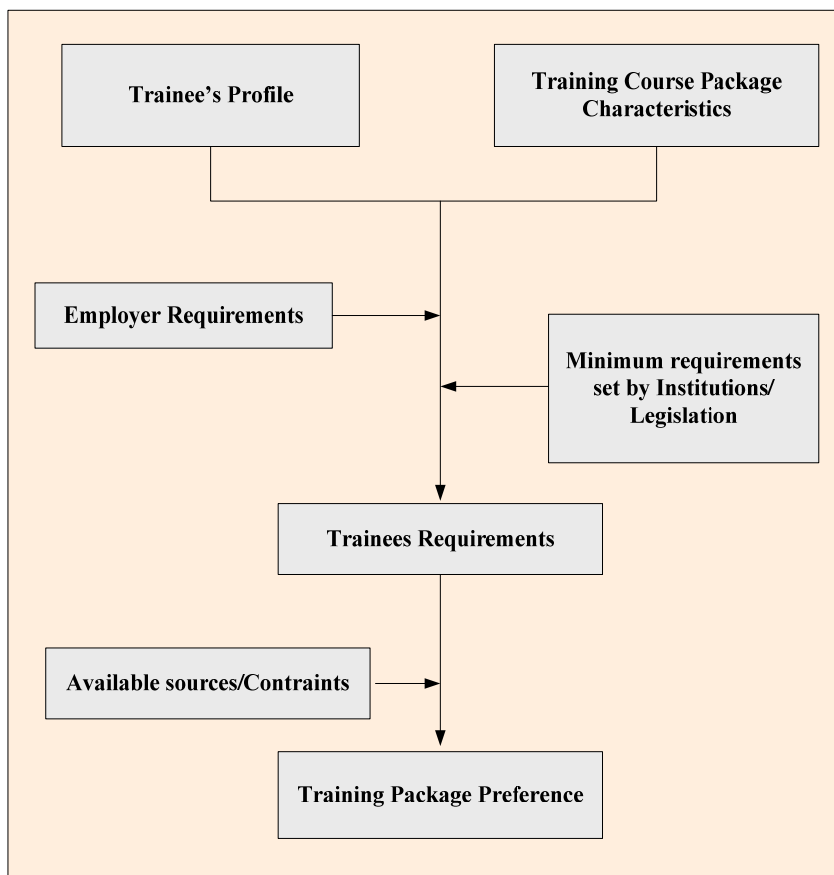 Trainee's Profile
Training Course Package
Characteristics
Employer Requirements
Minimum requirements
set by Institutions/
Legislation
Trainees Requirements
Available sources/Contraints
Training Package Preference